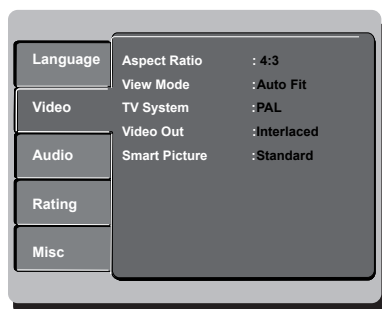 Language
Video
Audio
Rating
Misc
Aspect Ratio : 4:3
View Mode :Auto Fit
TV System :PAL
Video Out :Interlaced
Smart Picture :Standard